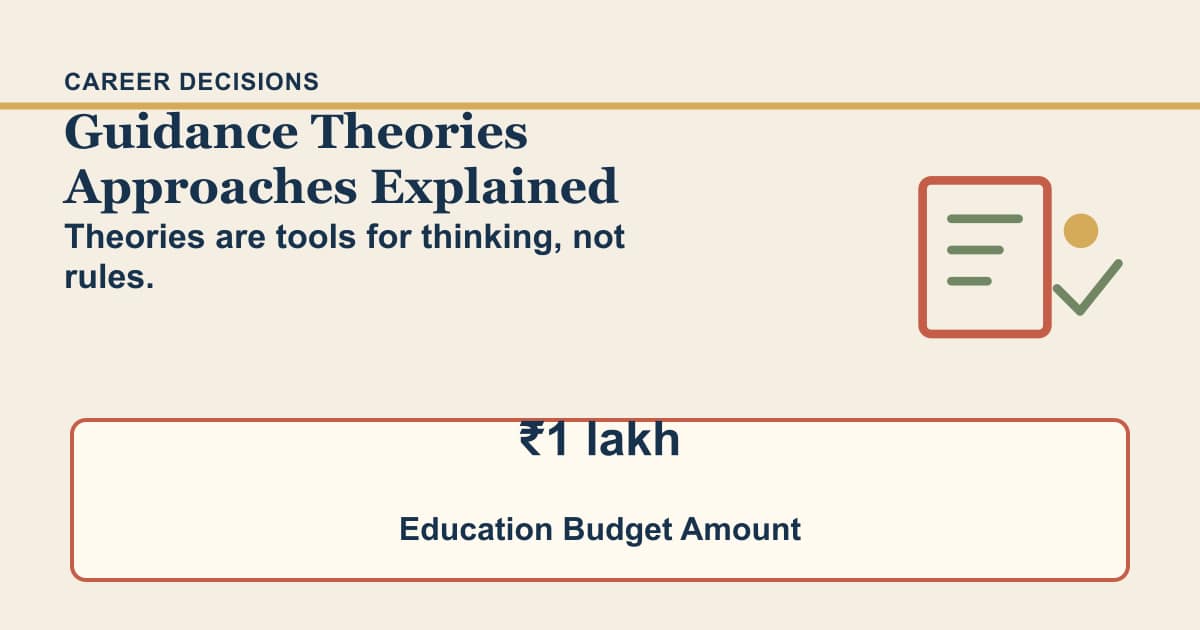 CAREER DECISIONS
Guidance Theories
Approaches Explained
Theories are tools for thinking, not
rules.
₹1 lakh
Education Budget Amount